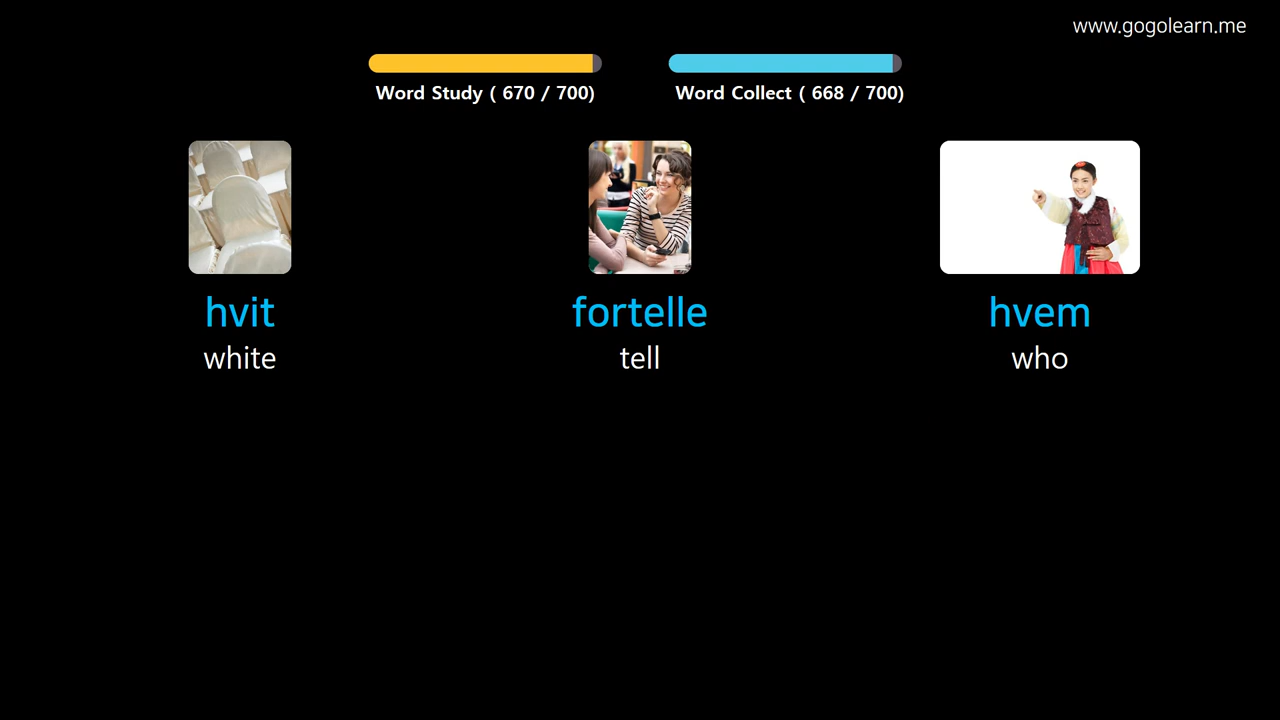 www.gogolearn.me
Word Study ( 670 / 700)
Word Collect ( 668 / 700)
hvit
fortelle
hvem
white
tell
who